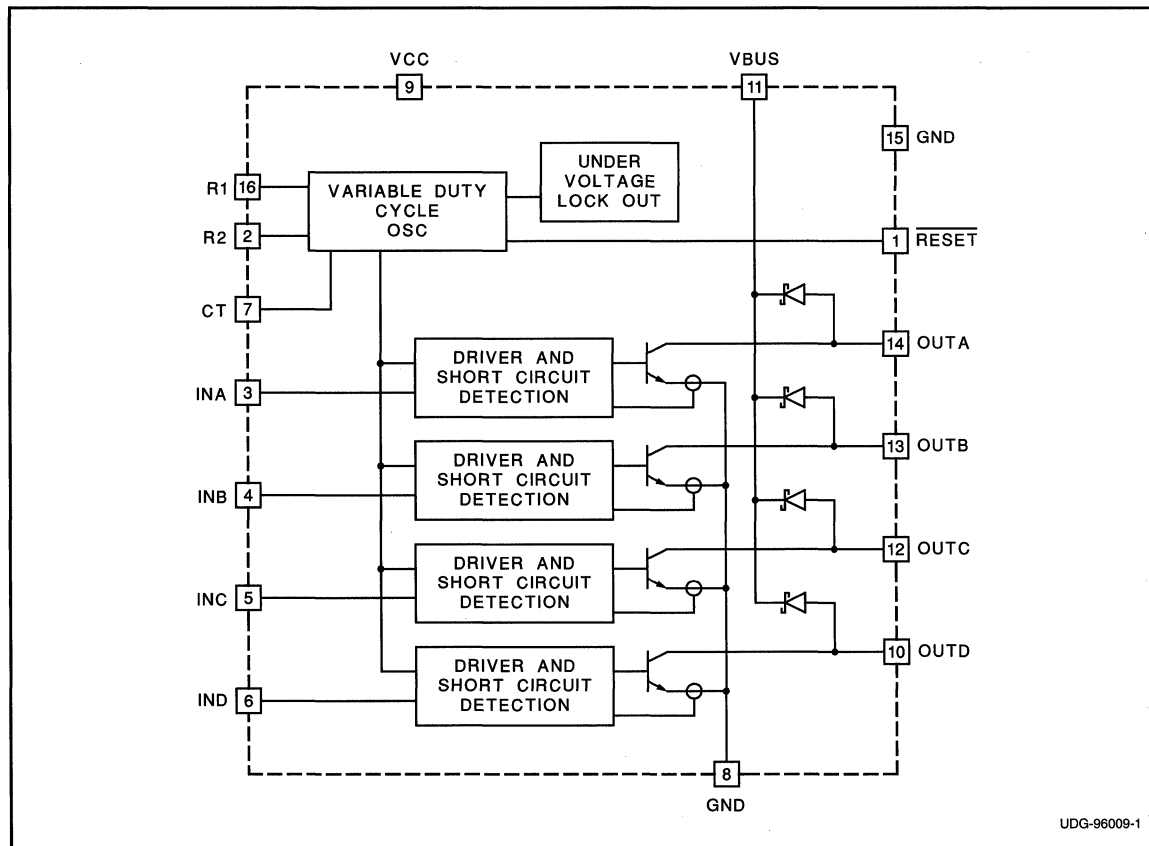 VCC
9
VBUS
11
15 GND
UNDER
VOLTAGE
LOCK OUT
R1 16
VARIABLE DUTY
CYCLE
OSC
R2 2
1 RESET
CT 7
DRIVER AND
SHORT CIRCUIT
DETECTION
14 OUTA
INA 3
DRIVER AND
SHORT CIRCUIT
DETECTION
13 OUTB
INB 4
DRIVER AND
SHORT CIRCUIT
DETECTION
12 OUTC
INC 5
DRIVER AND
SHORT CIRCUIT
DETECTION
10 OUTD
IND 6
8
GND
UDG-96009-1